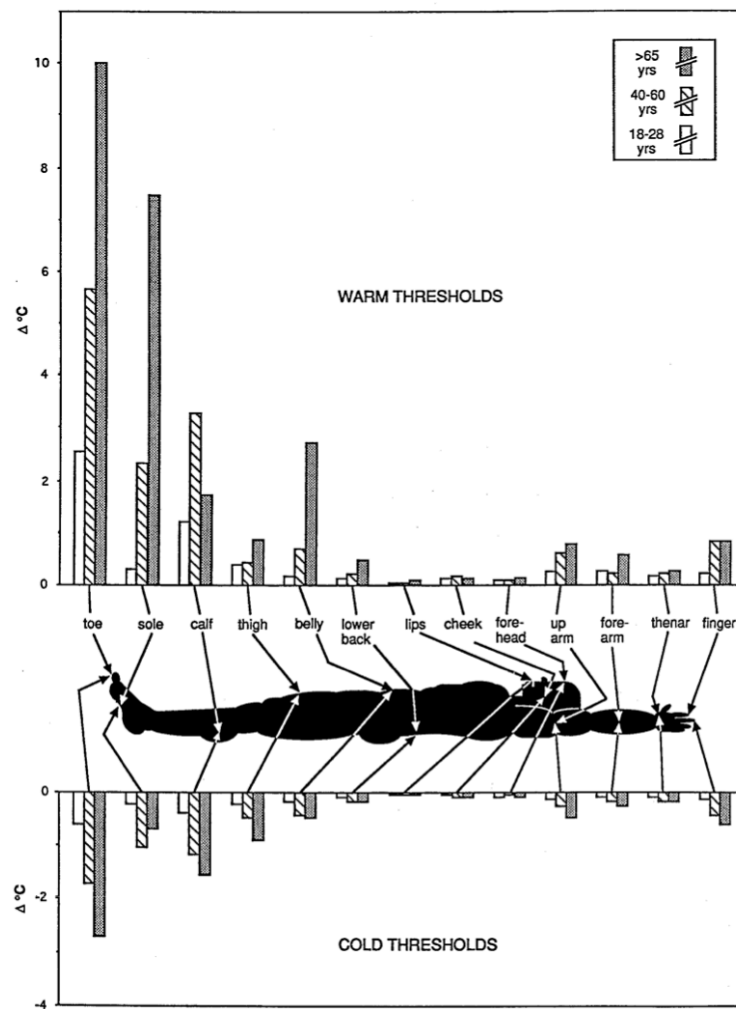 10
8
6
4
2
0
Δ °C
>65
yrs
40-60
yrs
18-28
yrs
WARM THRESHOLDS
toe
sole
calf
thigh
belly
lower
back
lips
cheek
fore-
head
up
arm
fore-
arm
thenar
finger
0
-2
-4
Δ °C
COLD THRESHOLDS